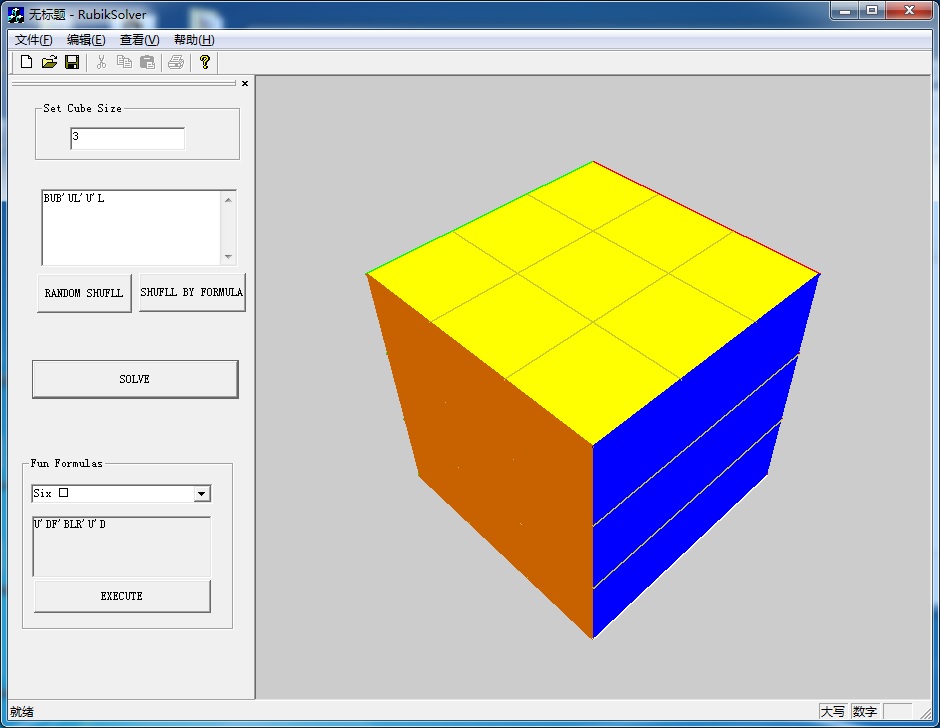 无标题 - RubikSolver
文件(F) 编辑(E) 查看(V) 帮助(H)
Set Cube Size
3
BUB'UL'U'L
RANDOM SHUFLL
SHUFLL BY FORMULA
SOLVE
Fun Formulas
Six □
U'DF'BLR'U'D
EXECUTE
就绪
大写 数字